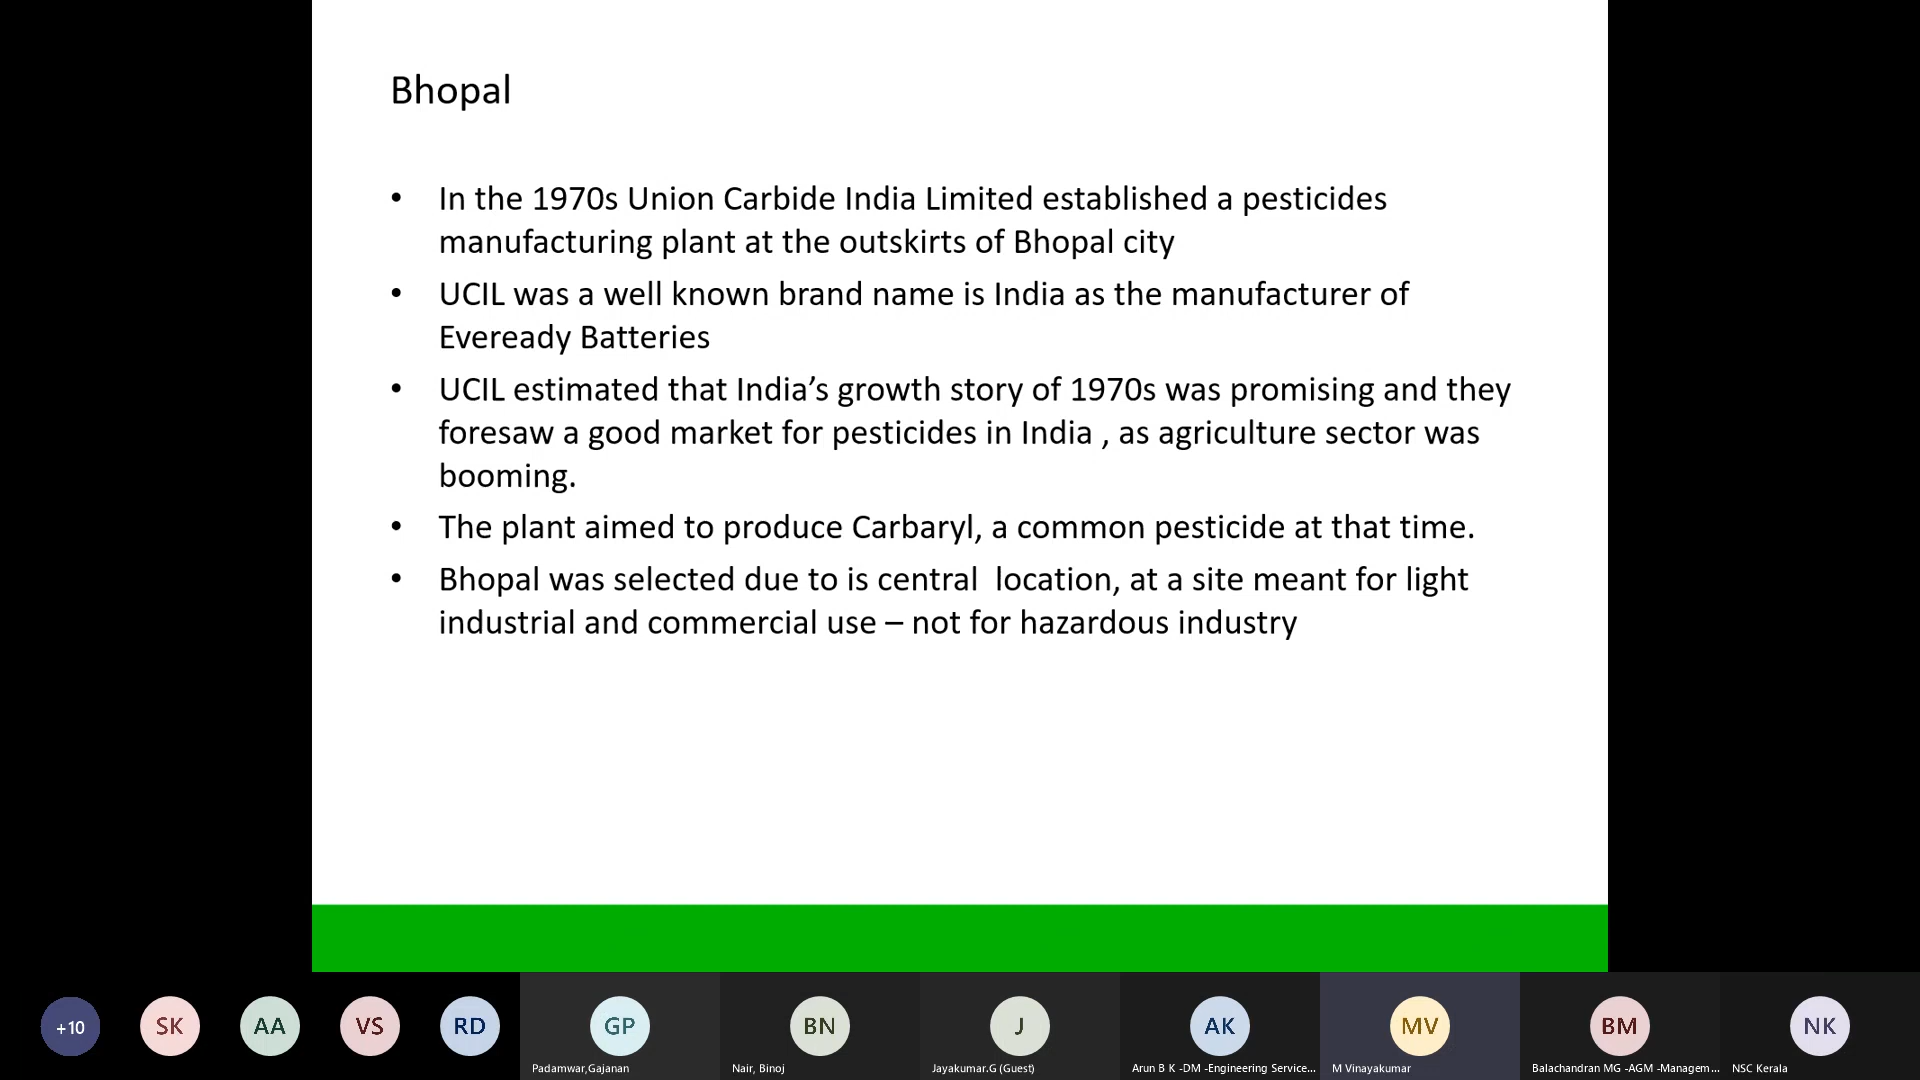 Bhopal
• In the 1970s Union Carbide India Limited established a pesticides
manufacturing plant at the outskirts of Bhopal city
• UCIL was a well known brand name is India as the manufacturer of
Eveready Batteries
• UCIL estimated that India’s growth story of 1970s was promising and they
foresaw a good market for pesticides in India , as agriculture sector was
booming.
• The plant aimed to produce Carbaryl, a common pesticide at that time.
• Bhopal was selected due to is central  location, at a site meant for light
industrial and commercial use – not for hazardous industry
+10 SK AA VS RD GP BN J AK MV BM NK
Padamwar,Gajanan Nair, Binoj Jayakumar.G (Guest) Arun B K -DM -Engineering Service... M Vinayakumar Balachandran MG -AGM -Managem... NSC Kerala